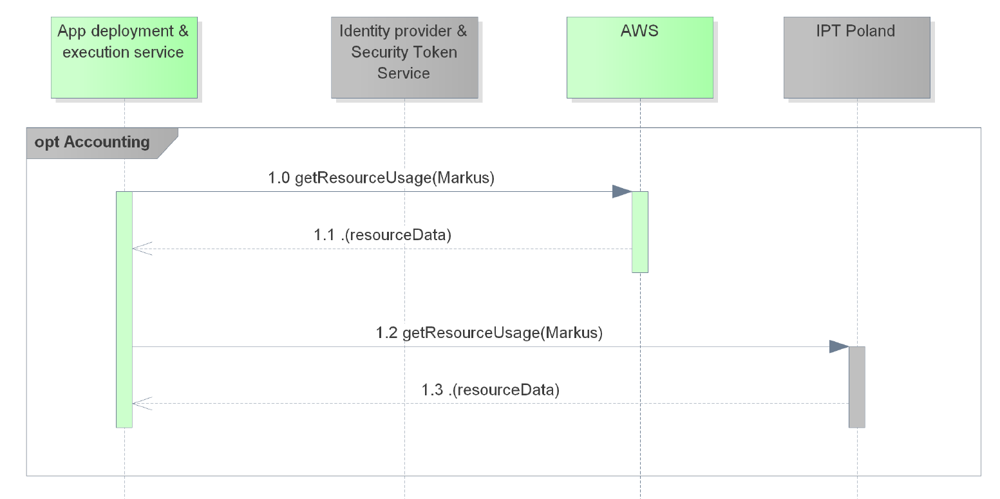 App deployment &
execution service
Identity provider &
Security Token
Service
AWS
IPT Poland
opt Accounting
1.0 getResourceUsage(Markus)
1.1 .(resourceData)
1.2 getResourceUsage(Markus)
1.3 .(resourceData)